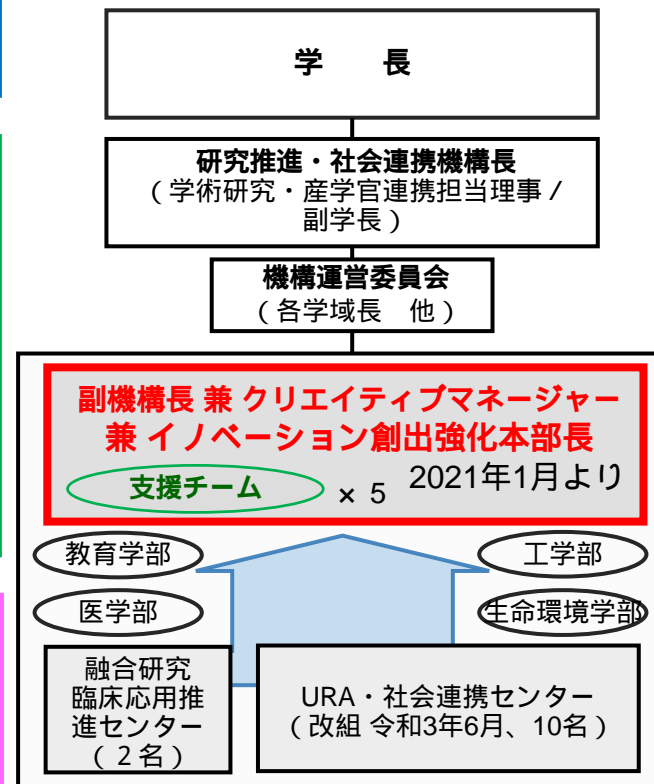 学　長
研究推進・社会連携機構長
（学術研究・産学官連携担当理事／
副学長）
機構運営委員会
（各学域長　他）
副機構長 兼 クリエイティブマネージャー
兼 イノベーション創出強化本部長
支援チーム × 5 2021年1月より
教育学部
工学部
医学部
生命環境学部
融合研究
臨床応用推
進センター
（２名）
URA・社会連携センター
（改組 令和3年6月、10名）